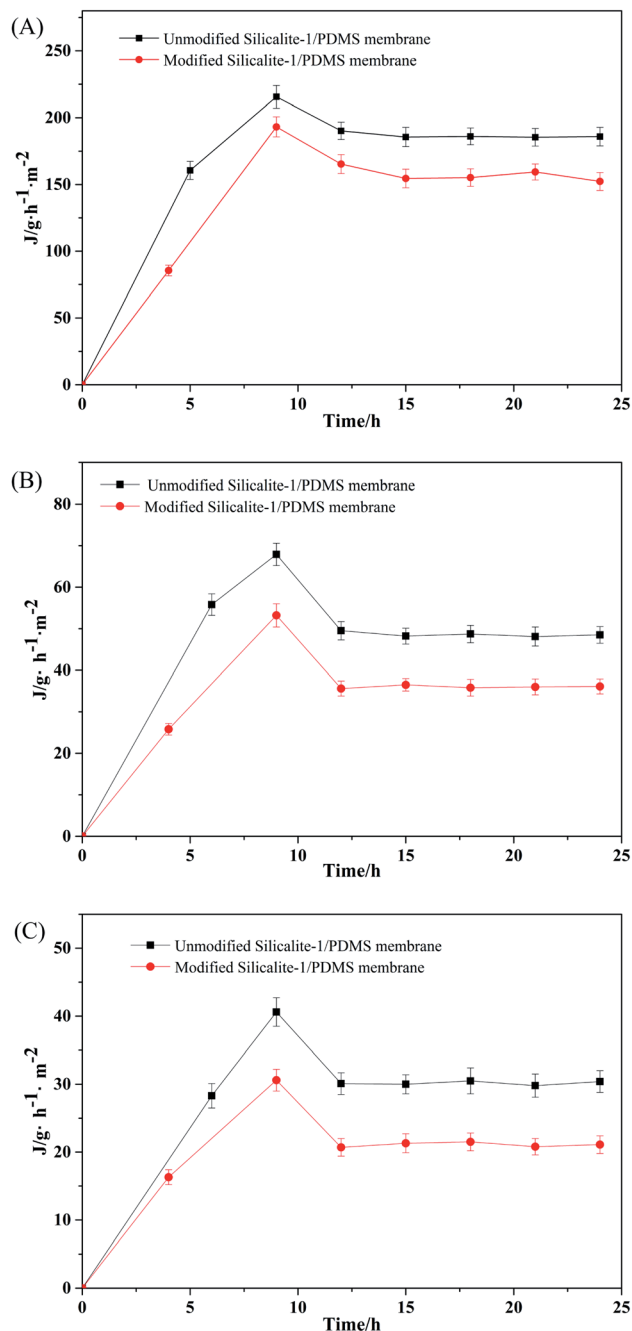 (A)
Unmodified Silicalite-1/PDMS membrane
Modified Silicalite-1/PDMS membrane
250
200
150
100
50
0
J/g·h⁻¹·m⁻²
0 5 10 15 20 25
Time/h
(B)
Unmodified Silicalite-1/PDMS membrane
Modified Silicalite-1/PDMS membrane
80
60
40
20
0
J/g· h⁻¹·m⁻²
0 5 10 15 20 25
Time/h
(C)
Unmodified Silicalite-1/PDMS membrane
Modified Silicalite-1/PDMS membrane
50
40
30
20
10
0
J/g· h⁻¹· m⁻²
0 5 10 15 20 25
Time/h